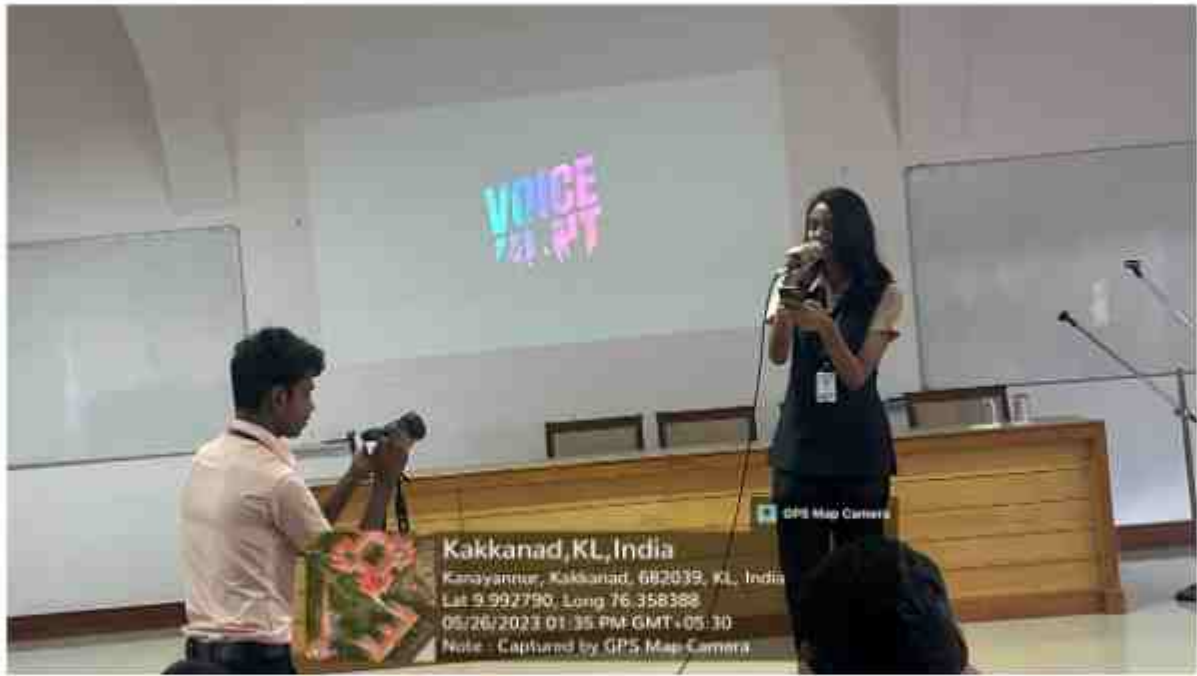 VOICE
GPS Map Camera
Kakkanad,KL,India
Kanayannur, Kakkanad, 682039, KL, India
Lat 9.992790, Long 76.358388
05/26/2023 01:35 PM GMT+05:30
Note : Captured by GPS Map Camera